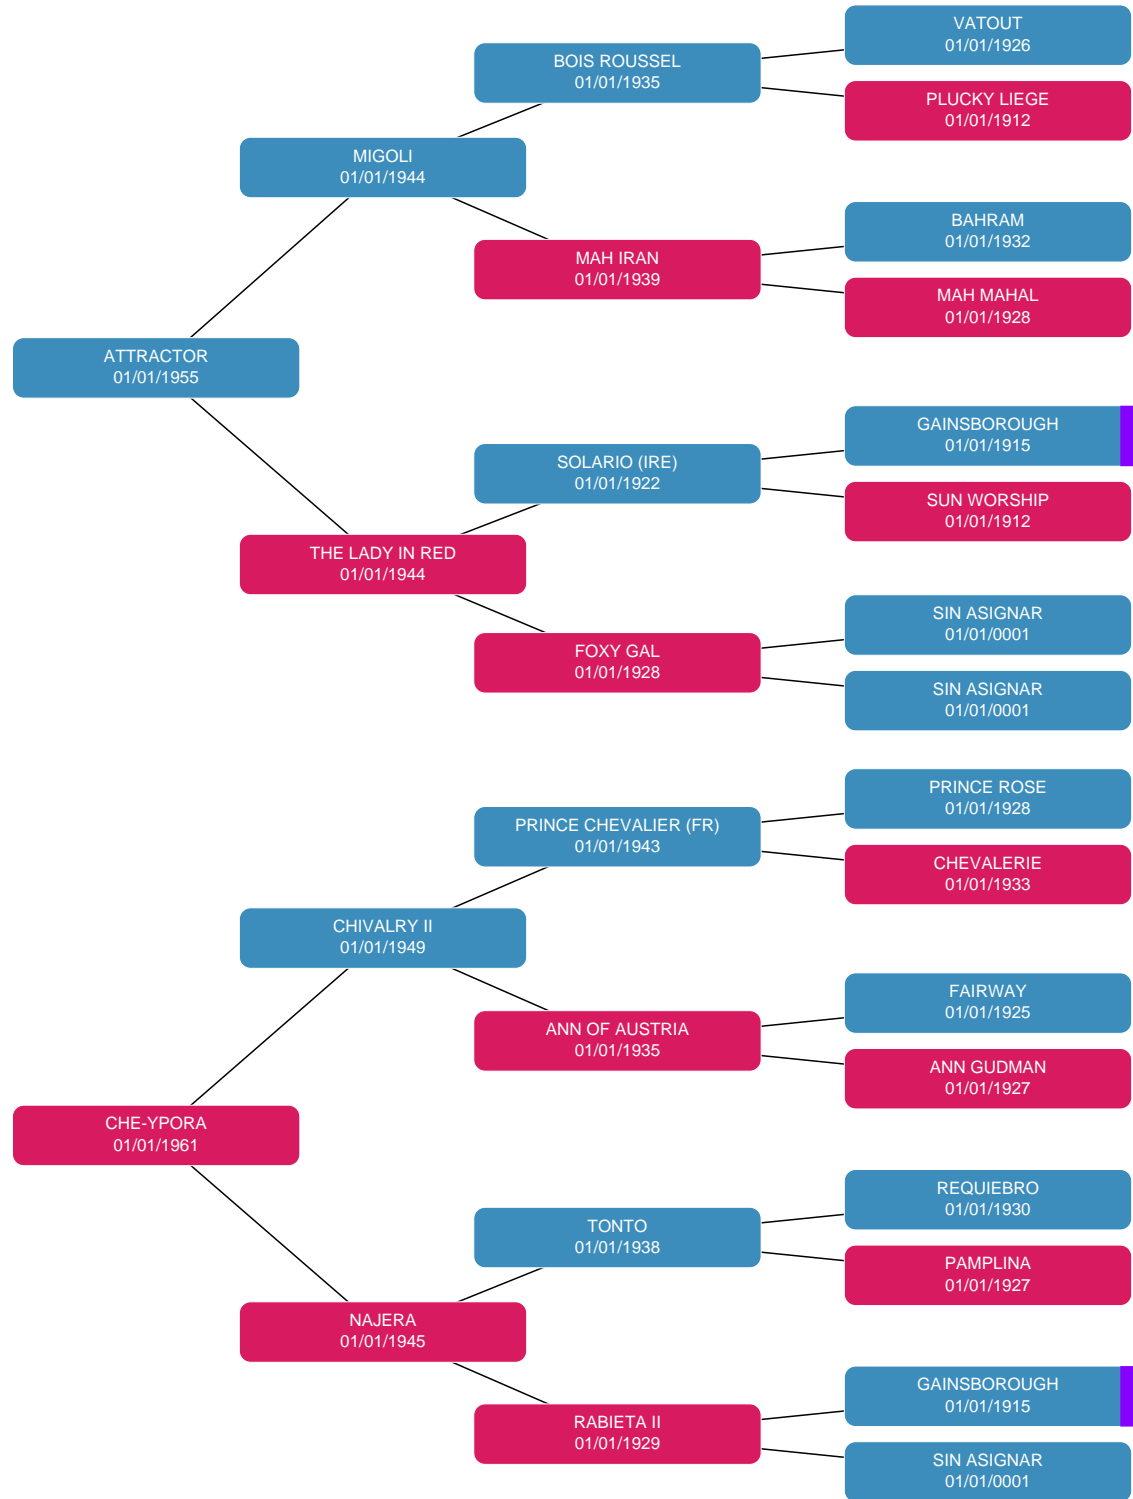 VATOUT
01/01/1926
BOIS ROUSSEL
01/01/1935
PLUCKY LIEGE
01/01/1912
MIGOLI
01/01/1944
BAHRAM
01/01/1932
MAH IRAN
01/01/1939
MAH MAHAL
01/01/1928
ATTRACTOR
01/01/1955
GAINSBOROUGH
01/01/1915
SOLARIO (IRE)
01/01/1922
SUN WORSHIP
01/01/1912
THE LADY IN RED
01/01/1944
SIN ASIGNAR
01/01/0001
FOXY GAL
01/01/1928
SIN ASIGNAR
01/01/0001
PRINCE ROSE
01/01/1928
PRINCE CHEVALIER (FR)
01/01/1943
CHEVALERIE
01/01/1933
CHIVALRY II
01/01/1949
FAIRWAY
01/01/1925
ANN OF AUSTRIA
01/01/1935
ANN GUDMAN
01/01/1927
CHE-YPORA
01/01/1961
REQUIEBRO
01/01/1930
TONTO
01/01/1938
PAMPLINA
01/01/1927
NAJERA
01/01/1945
GAINSBOROUGH
01/01/1915
RABIETA II
01/01/1929
SIN ASIGNAR
01/01/0001